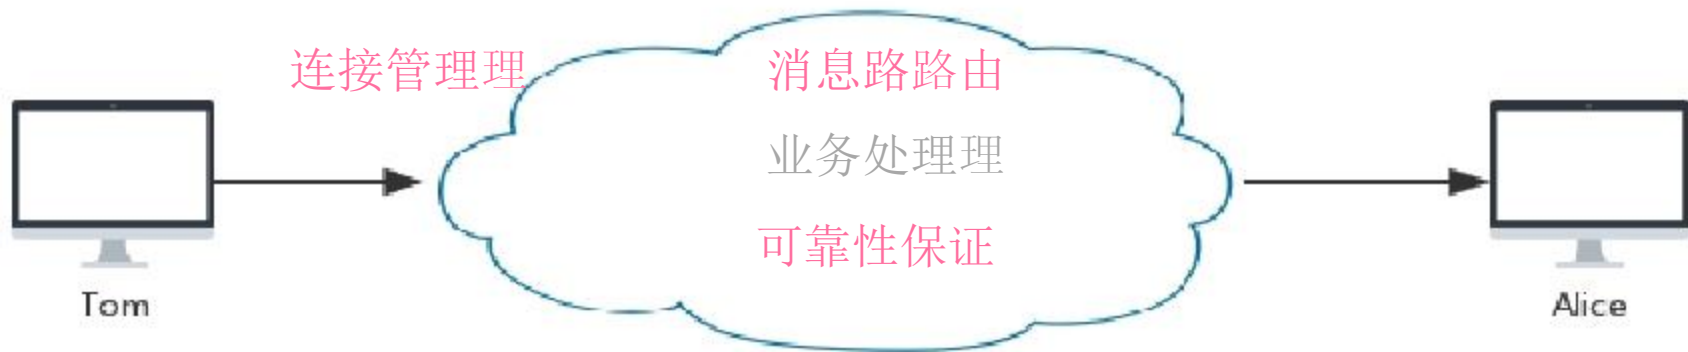 连接管理理
消息路路由
业务处理理
可靠性保证
Tom
Alice